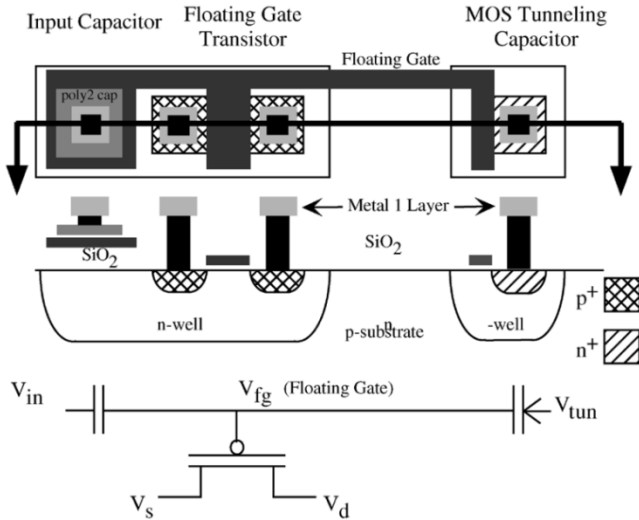 Input Capacitor
Floating Gate
Transistor
MOS Tunneling
Capacitor
Floating Gate
poly2 cap
Metal 1 Layer
SiO2
SiO2
n-well
p-substrate
n
-well
p+
n+
Vin
Vfg (Floating Gate)
Vtun
Vs
Vd